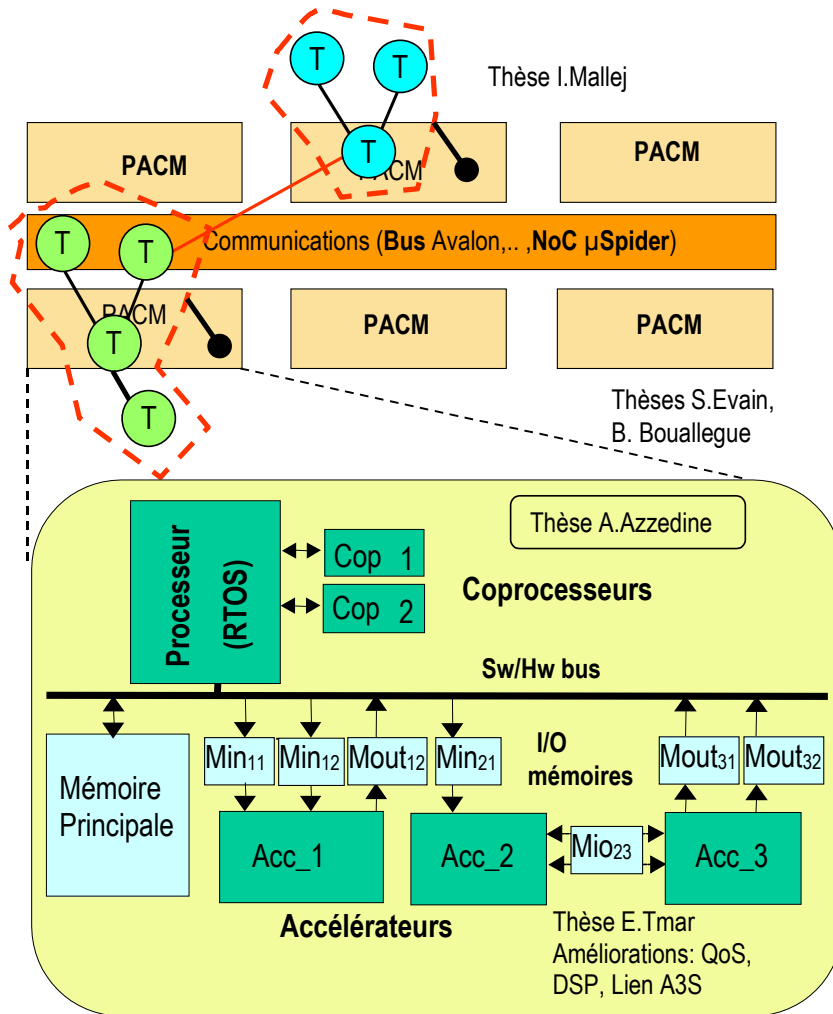 T T
Thèse I.Mallej
T
PACM PACM PACM
T T
Communications (Bus Avalon,.. ,NoC µSpider)
PACM PACM PACM
T
T
Thèses S.Evain,
B. Bouallegue
Thèse A.Azzedine
Processeur
(RTOS)
Cop 1
Cop 2
Coprocesseurs
Sw/Hw bus
Min11 Min12 Mout12 Min21
I/O
mémoires
Mout31 Mout32
Mémoire
Principale
Acc_1 Acc_2 Mio23 Acc_3
Accélérateurs
Thèse E.Tmar
Améliorations: QoS,
DSP, Lien A3S